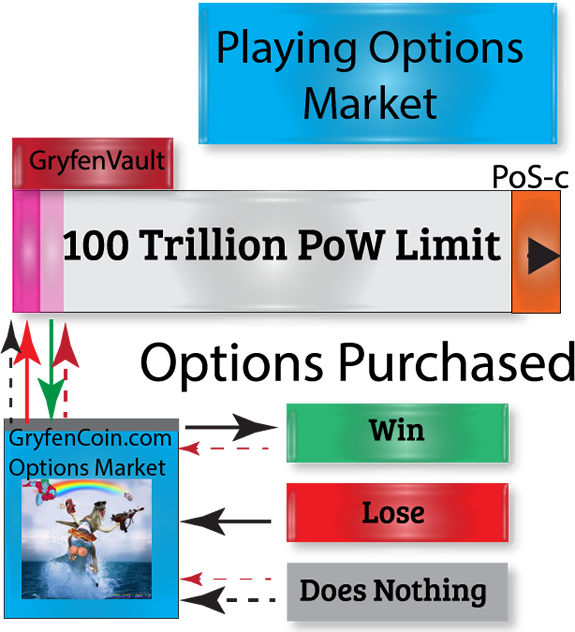 Playing Options
Market
GryfenVault
PoS-c
100 Trillion PoW Limit
Options Purchased
GryfenCoin.com
Options Market
Win
Lose
Does Nothing